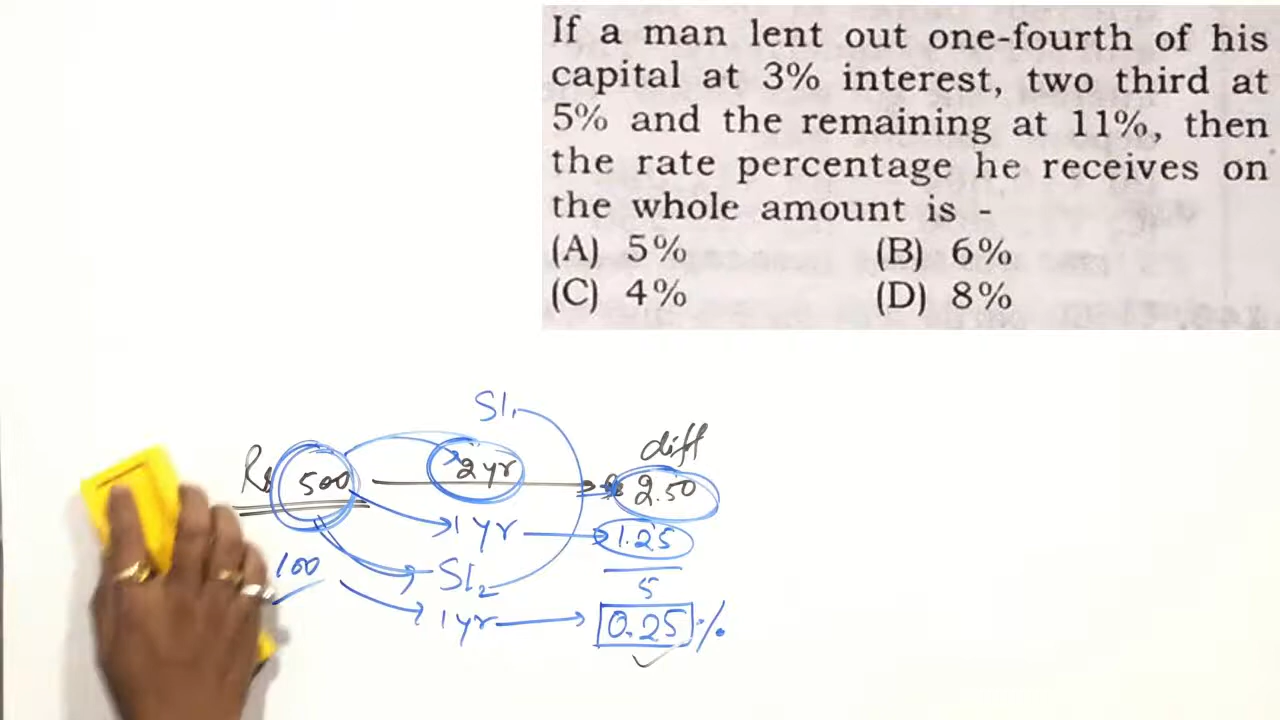 If a man lent out one-fourth of his
capital at 3% interest, two third at
5% and the remaining at 11%, then
the rate percentage he receives on
the whole amount is -
(A) 5% (B) 6%
(C) 4% (D) 8%
SI₁
diff
Rs 500 2 yr 2.50
1 yr 1.25
100 SI₂ 5
1 yr 0.25 %